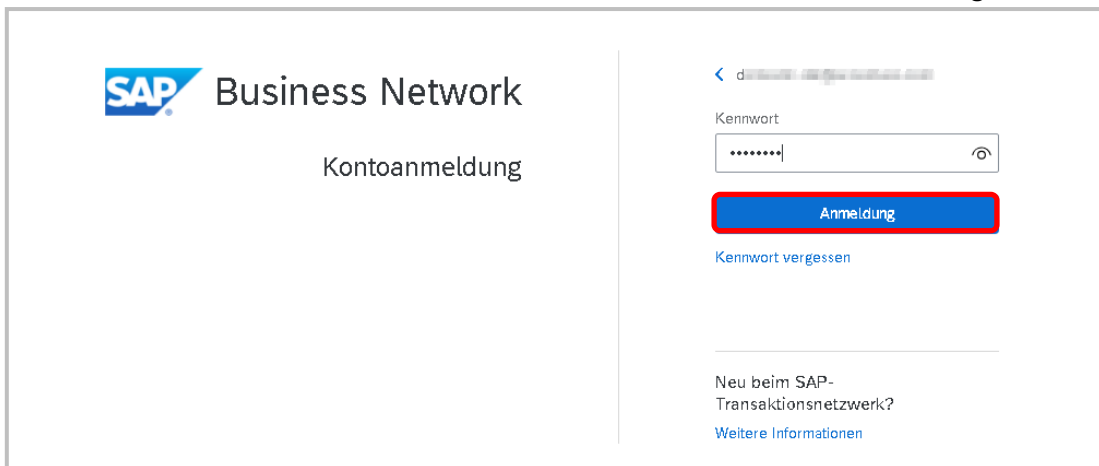 SAP Business Network
Kontoanmeldung
Kennwort
Anmeldung
Kennwort vergessen
Neu beim SAP-
Transaktionsnetzwerk?
Weitere Informationen